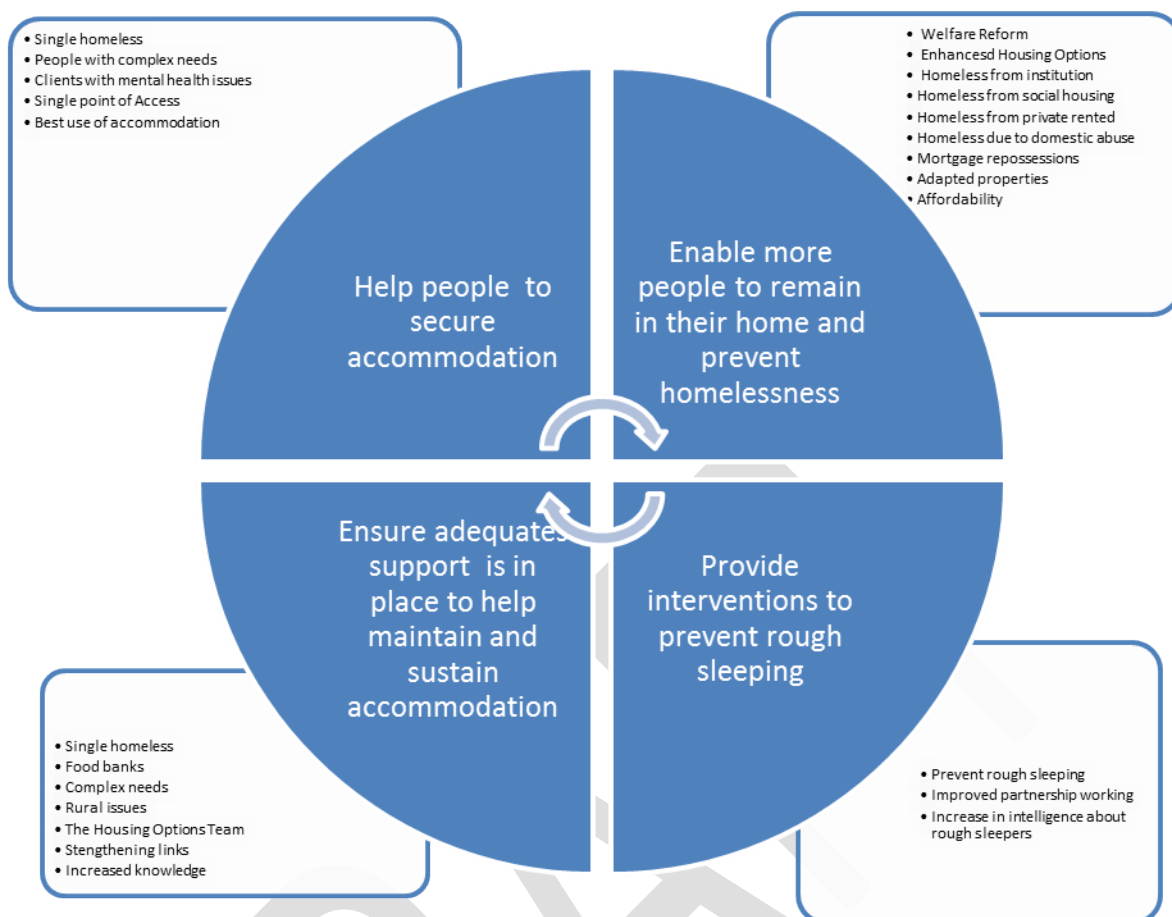 • Single homeless
• People with complex needs
• Clients with mental health issues
• Single point of Access
• Best use of accommodation
• Welfare Reform
• Enhancesd Housing Options
• Homeless from institution
• Homeless from social housing
• Homeless from private rented
• Homeless due to domestic abuse
• Mortgage repossessions
• Adapted properties
• Affordability
Help people to
secure
accommodation
Enable more
people to remain
in their home and
prevent
homelessness
Ensure adequates
support is in
place to help
maintain and
sustain
accommodation
Provide
interventions to
prevent rough
sleeping
• Single homeless
• Food banks
• Complex needs
• Rural issues
• The Housing Options Team
• Stengthening links
• Increased knowledge
• Prevent rough sleeping
• Improved partnership working
• Increase in intelligence about
rough sleepers